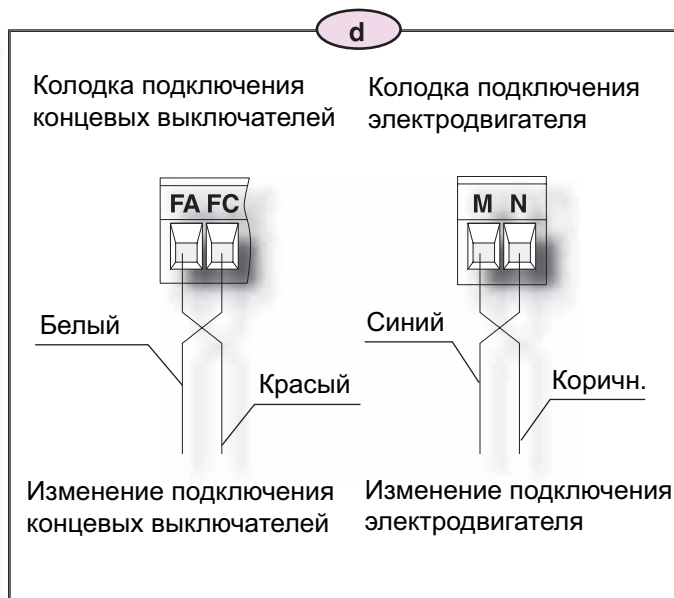 d
Колодка подключения
концевых выключателей
Колодка подключения
электродвигателя
FA FC
M N
Белый
Красый
Синий
Коричн.
Изменение подключения
концевых выключателей
Изменение подключения
электродвигателя